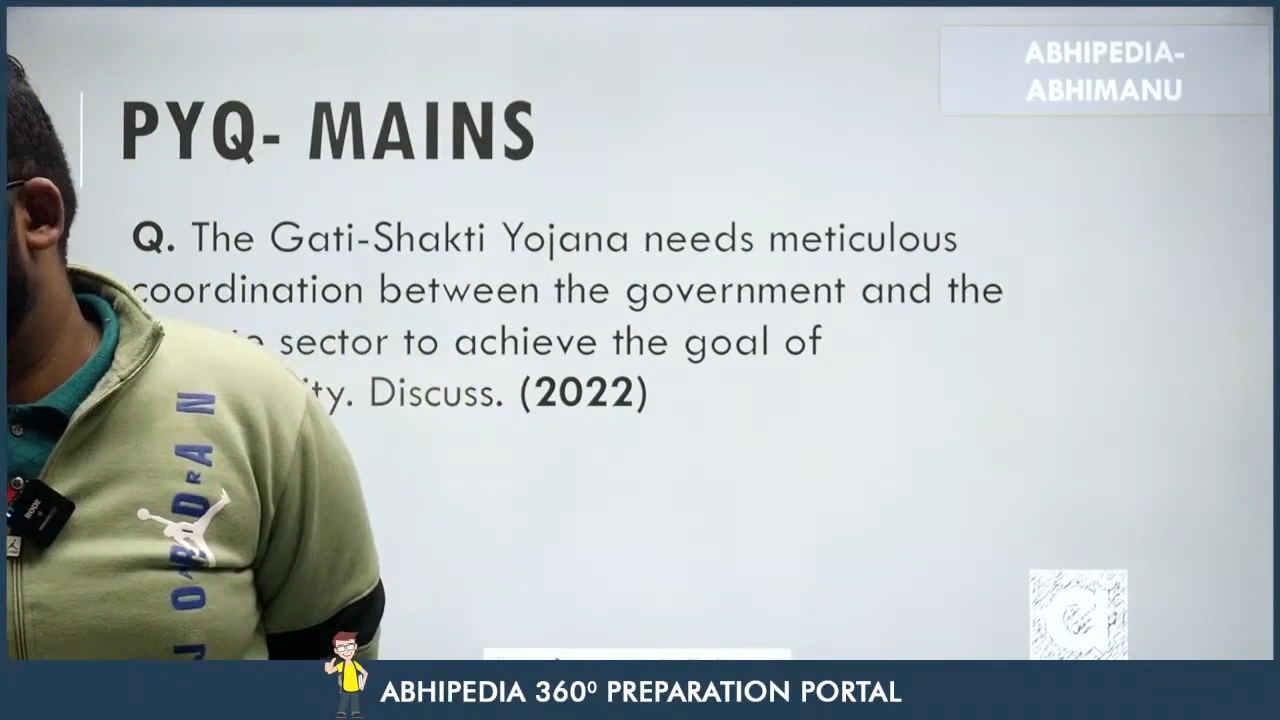 ABHIPEDIA-
ABHIMANU
PYQ- MAINS
Q. The Gati-Shakti Yojana needs meticulous
coordination between the government and the
sector to achieve the goal of
Discuss. (2022)
JORDAN
ABHIPEDIA 360⁰ PREPARATION PORTAL